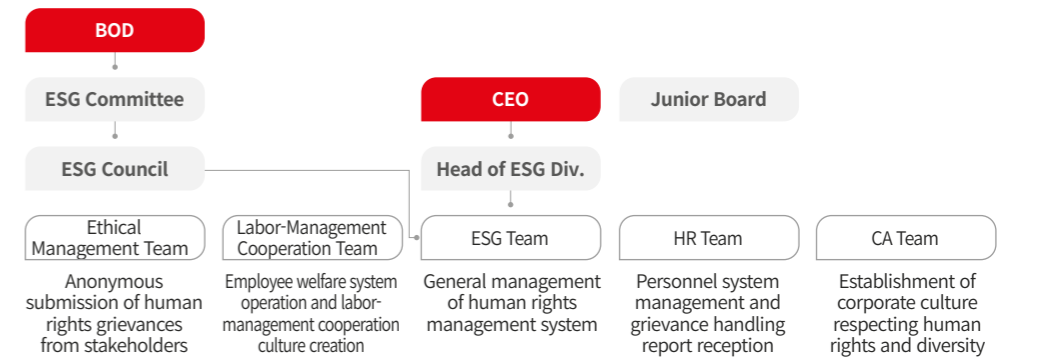 BOD
ESG Committee
CEO
Junior Board
ESG Council
Head of ESG Div.
Ethical
Management Team
Labor-Management
Cooperation Team
ESG Team
HR Team
CA Team
Anonymous
submission of human
rights grievances
from stakeholders
Employee welfare system
operation and labor-
management cooperation
culture creation
General management
of human rights
management system
Personnel system
management and
grievance handling
report reception
Establishment of
corporate culture
respecting human
rights and diversity